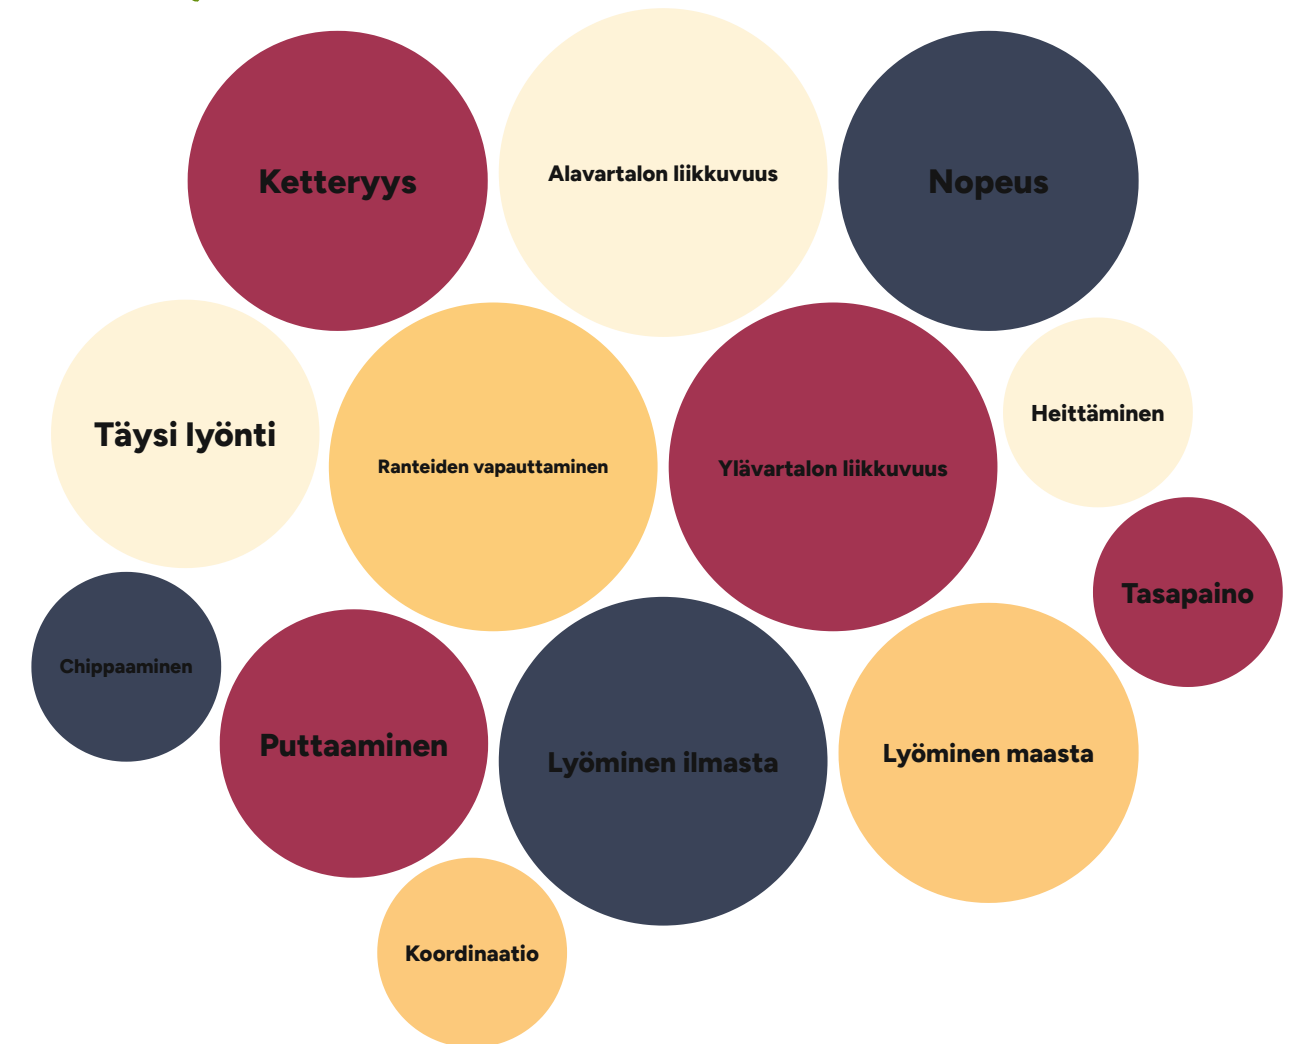 Ketteryys
Alavartalon liikkuvuus
Nopeus
Täysi lyönti
Ranteiden vapauttaminen
Ylävartalon liikkuvuus
Heittäminen
Tasapaino
Chippaaminen
Puttaaminen
Lyöminen ilmasta
Lyöminen maasta
Koordinaatio